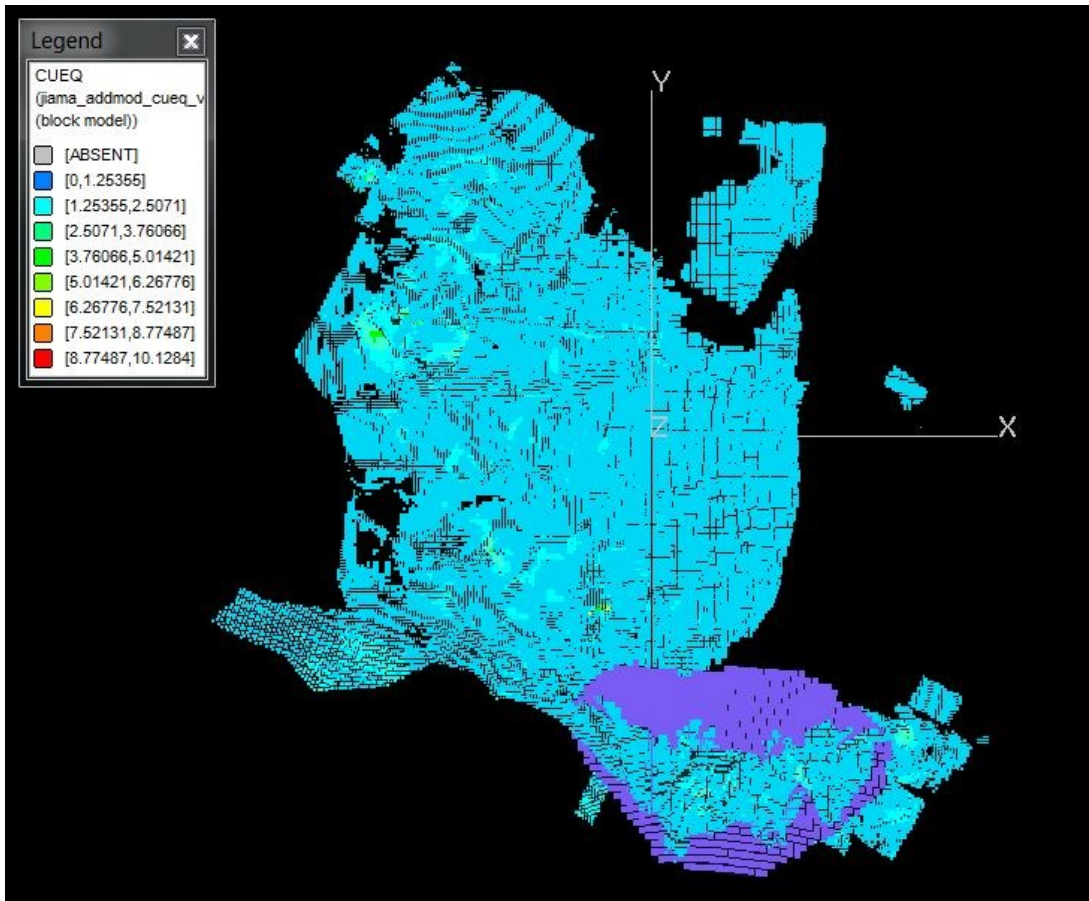 Legend
CUEQ
(jiama_addmod_cueq_v
(block model))
[ABSENT]
[0,1.25355]
[1.25355,2.5071]
[2.5071,3.76066]
[3.76066,5.01421]
[5.01421,6.26776]
[6.26776,7.52131]
[7.52131,8.77487]
[8.77487,10.1284]
Y
Z
X